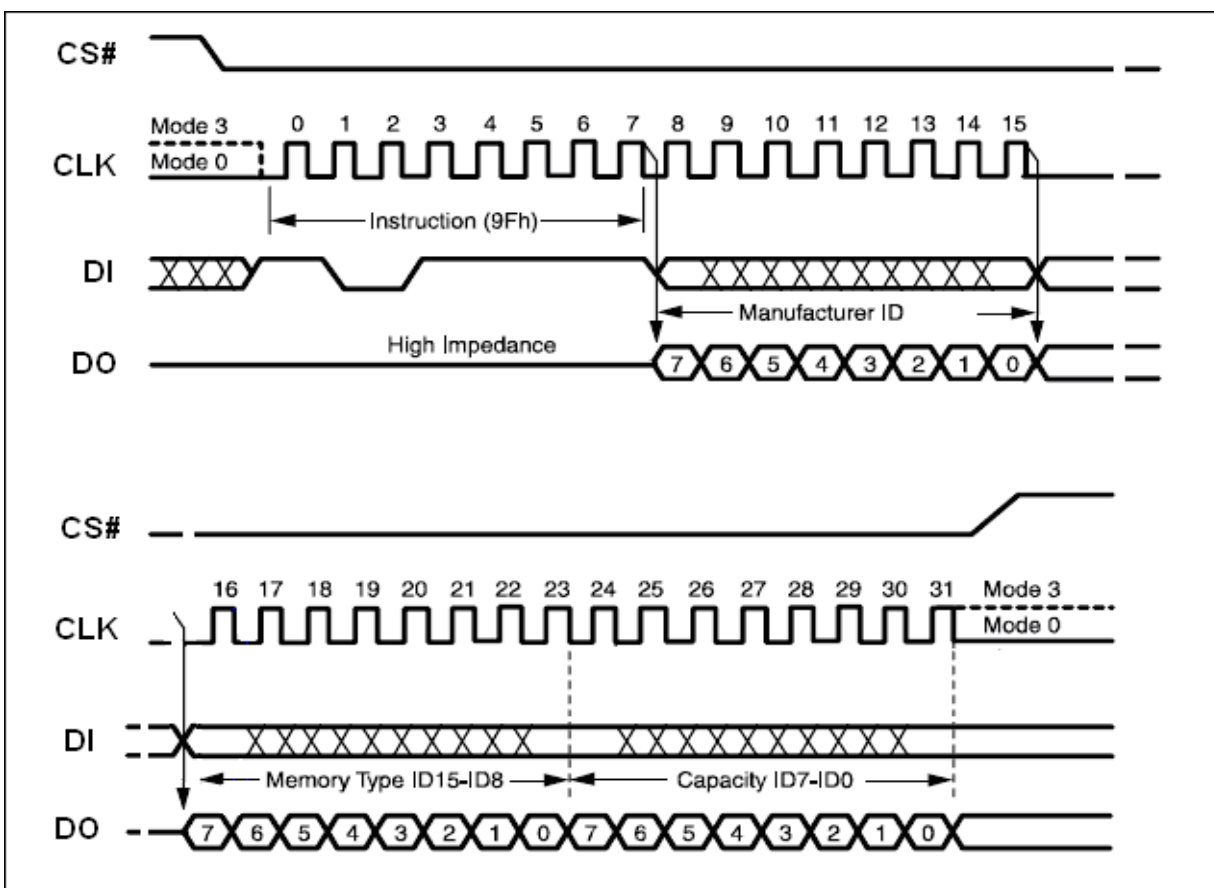 CS#
Mode 3
0 1 2 3 4 5 6 7 8 9 10 11 12 13 14 15
CLK
Mode 0
Instruction (9Fh)
DI
Manufacturer ID
High Impedance
DO
7 6 5 4 3 2 1 0
CS#
16 17 18 19 20 21 22 23 24 25 26 27 28 29 30 31
Mode 3
CLK
Mode 0
DI
Memory Type ID15-ID8
Capacity ID7-ID0
DO
7 6 5 4 3 2 1 0 7 6 5 4 3 2 1 0